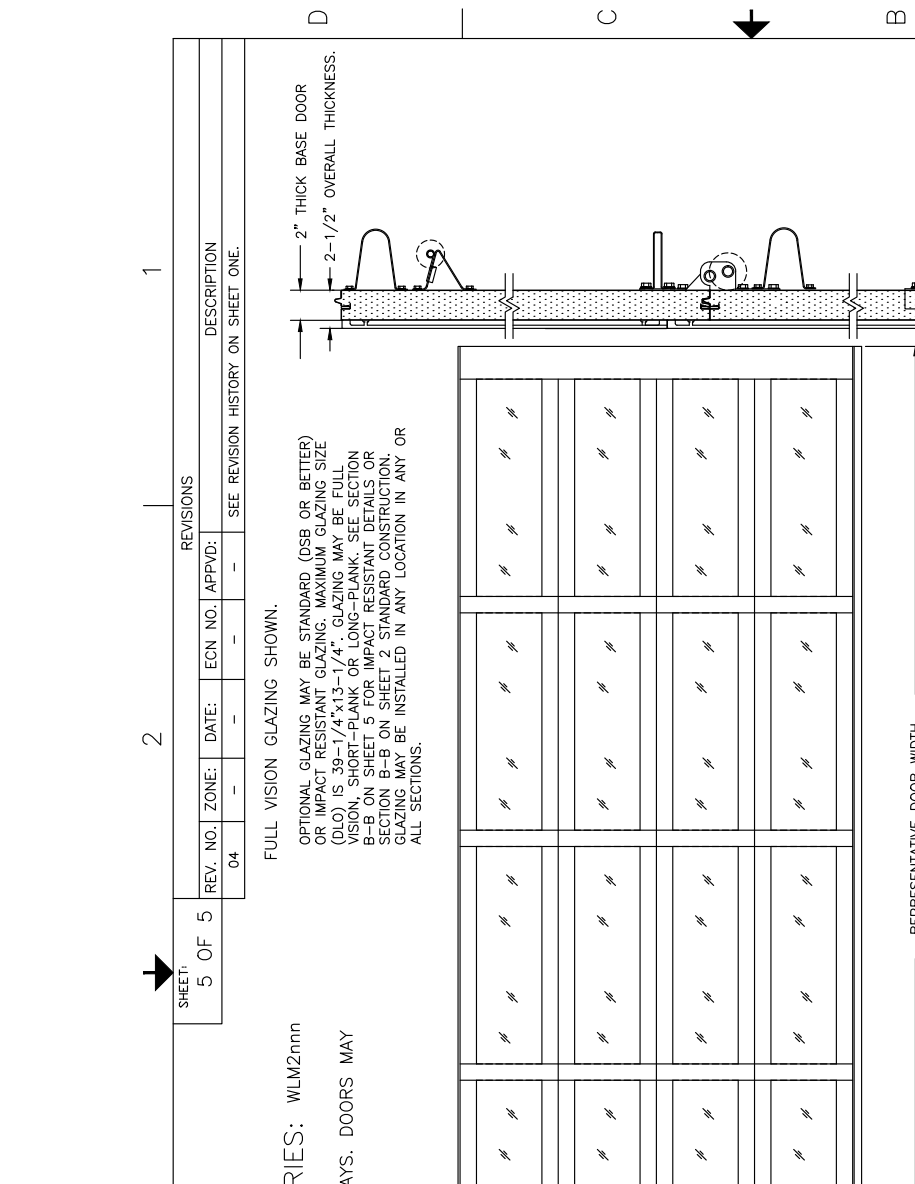 D
C
B
1
2
REVISIONS
REV. NO.
ZONE:
DATE:
ECN NO.
APPVD:
DESCRIPTION
04
–
–
–
–
SEE REVISION HISTORY ON SHEET ONE.
SHEET:
5 OF 5
2" THICK BASE DOOR
2–1/2" OVERALL THICKNESS.
FULL VISION GLAZING SHOWN.
OPTIONAL GLAZING MAY BE STANDARD (DSB OR BETTER)
OR IMPACT RESISTANT GLAZING. MAXIMUM GLAZING SIZE
(DLO) IS 39–1/4"x13–1/4". GLAZING MAY BE FULL
VISION, SHORT–PLANK OR LONG–PLANK. SEE SECTION
B–B ON SHEET 5 FOR IMPACT RESISTANT DETAILS OR
SECTION B–B ON SHEET 2 STANDARD CONSTRUCTION.
GLAZING MAY BE INSTALLED IN ANY LOCATION IN ANY OR
ALL SECTIONS.
RIES: WLM2nnn
AYS. DOORS MAY
REPRESENTATIVE DOOR WIDTH